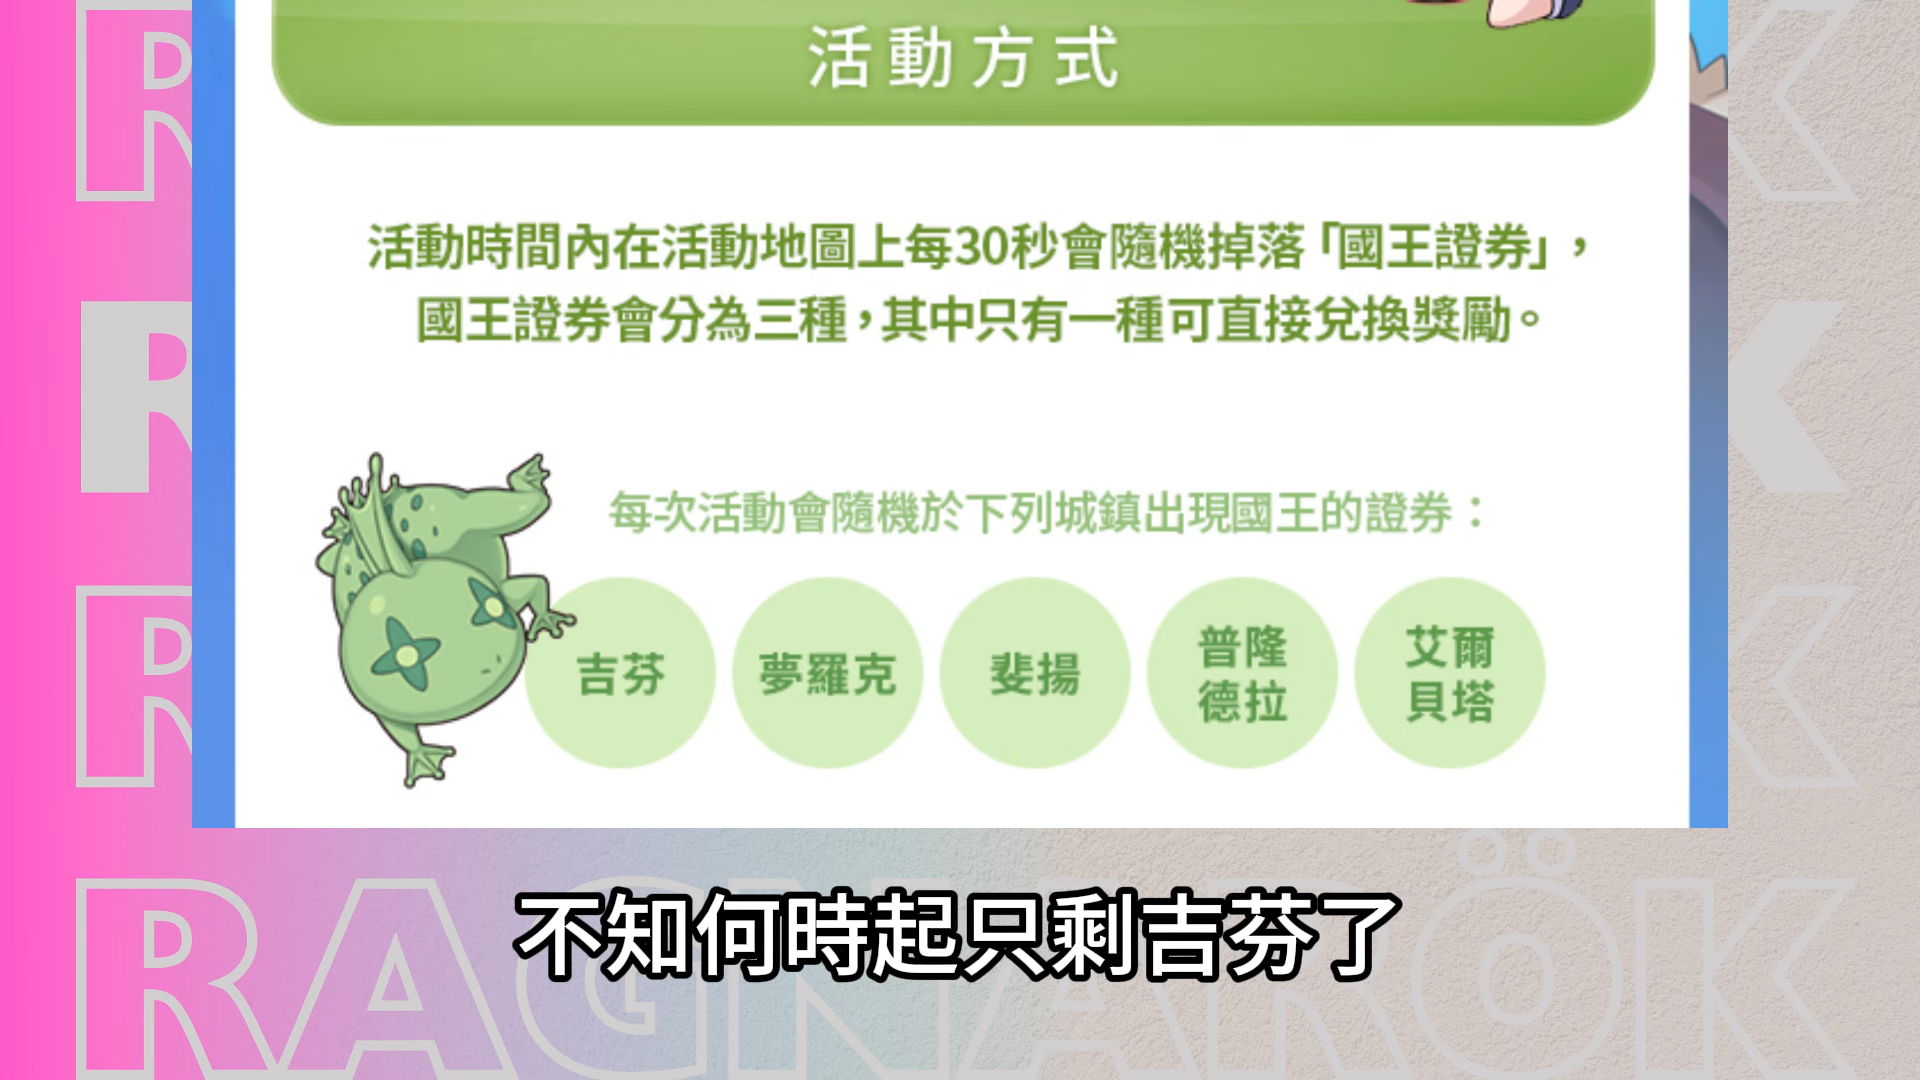 活動方式
活動時間內在活動地圖上每30秒會隨機掉落「國王證券」，
國王證券會分為三種，其中只有一種可直接兌換獎勵。
每次活動會隨機於下列城鎮出現國王的證券：
吉芬
夢羅克
斐揚
普隆
德拉
艾爾
貝塔
不知何時起只剩吉芬了
RAGNARÖK